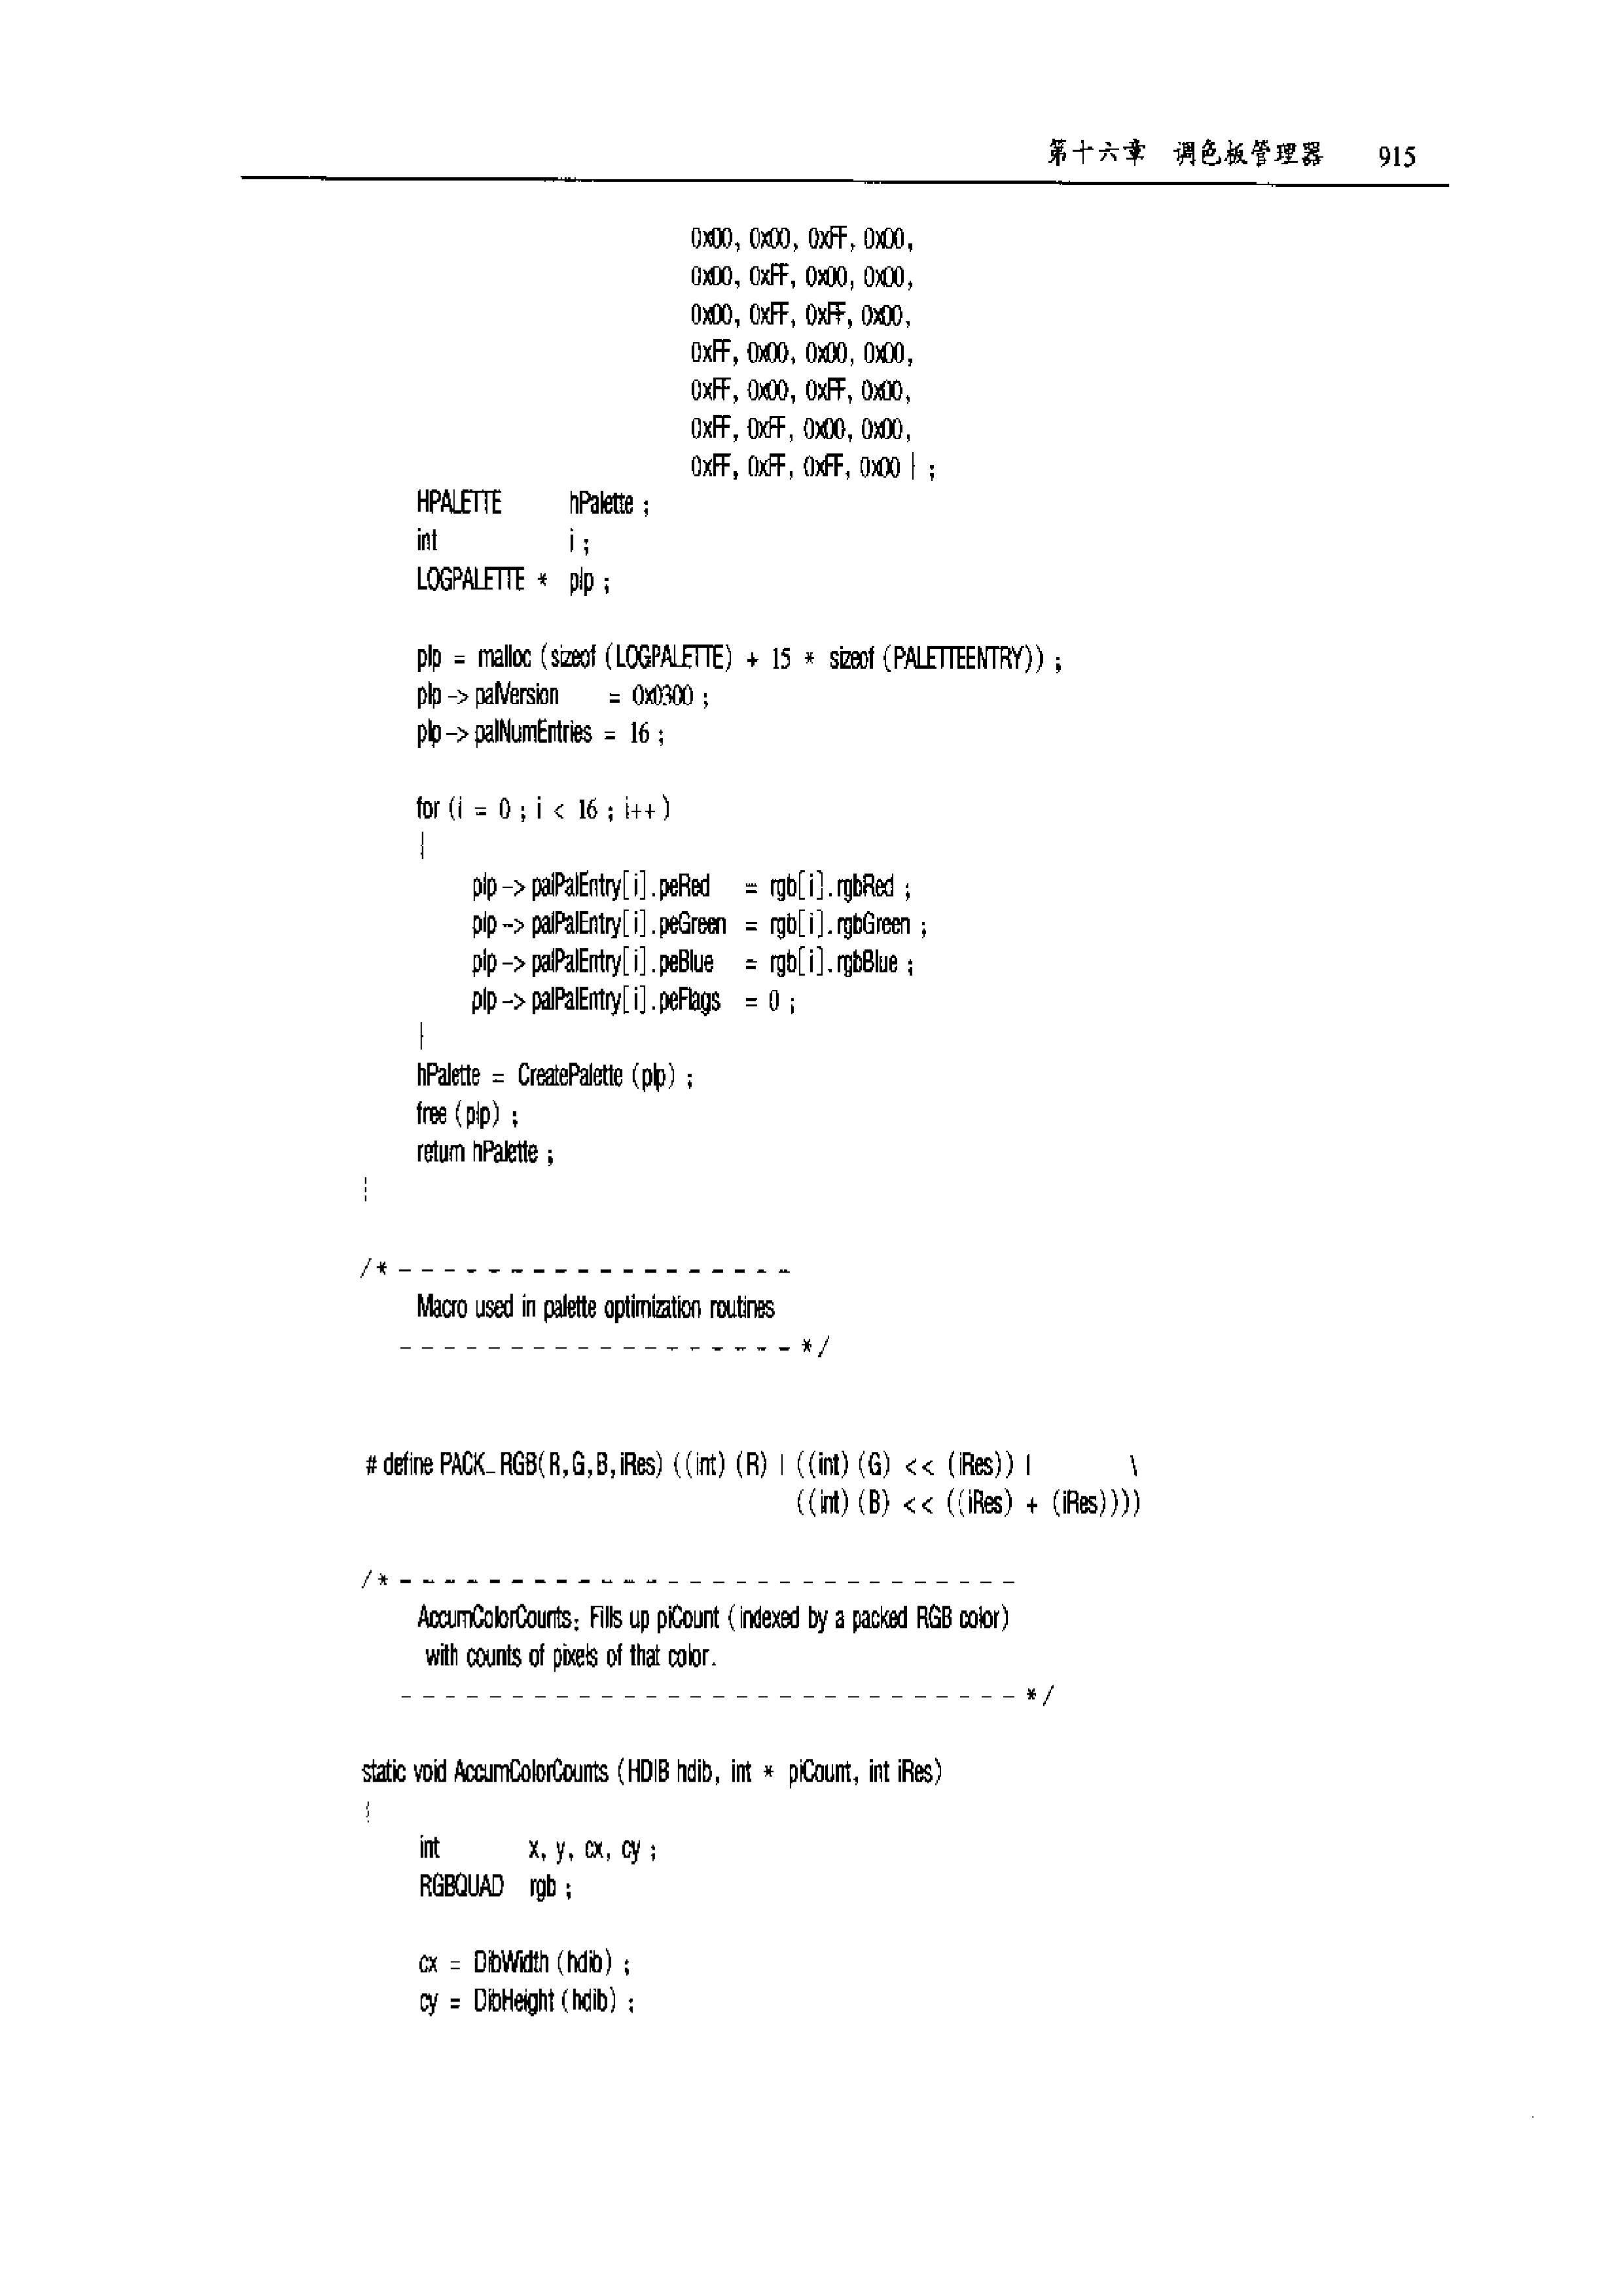 第十六章 调色板管理器 915
0x00, 0x00, 0xFF, 0x00,
0x00, 0xFF, 0x00, 0x00,
0x00, 0xFF, 0xFF, 0x00,
0xFF, 0x00, 0x00, 0x00,
0xFF, 0x00, 0xFF, 0x00,
0xFF, 0xFF, 0x00, 0x00,
0xFF, 0xFF, 0xFF, 0x00 } ;
HPALETTE hPalette ;
int i ;
LOGPALETTE * plp ;
plp = malloc (sizeof (LOGPALETTE) + 15 * sizeof (PALETTEENTRY)) ;
plp -> palVersion = 0x0300 ;
plp -> palNumEntries = 16 ;
for (i = 0 ; i < 16 ; i++)
{
plp -> palPalEntry[i].peRed = rgb[i].rgbRed ;
plp -> palPalEntry[i].peGreen = rgb[i].rgbGreen ;
plp -> palPalEntry[i].peBlue = rgb[i].rgbBlue ;
plp -> palPalEntry[i].peFlags = 0 ;
}
hPalette = CreatePalette (plp) ;
free (plp) ;
return hPalette ;
}
/* - - - - - - - - - - - - - - - - - -
Macro used in palette optimization routines
- - - - - - - - - - - - - - - - - - */
# define PACK_RGB(R,G,B,iRes) ((int) (R) | ((int) (G) << (iRes)) | \
((int) (B) << ((iRes) + (iRes))))
/* - - - - - - - - - - - - - - - - - - - - - - - - - - - -
AccumColorCounts: Fills up piCount (indexed by a packed RGB color)
with counts of pixels of that color.
- - - - - - - - - - - - - - - - - - - - - - - - - - - - */
static void AccumColorCounts (HDIB hdib, int * piCount, int iRes)
{
int x, y, cx, cy ;
RGBQUAD rgb ;
cx = DibWidth (hdib) ;
cy = DibHeight (hdib) ;